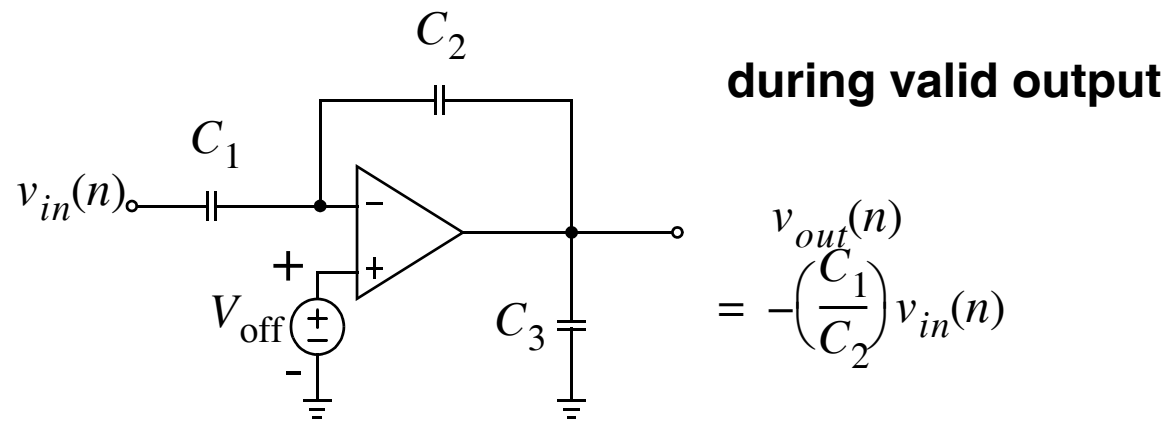 C2
during valid output
C1
vin(n)
vout(n)
= -(C1/C2)vin(n)
−
+
+
Voff
+
−
-
C3